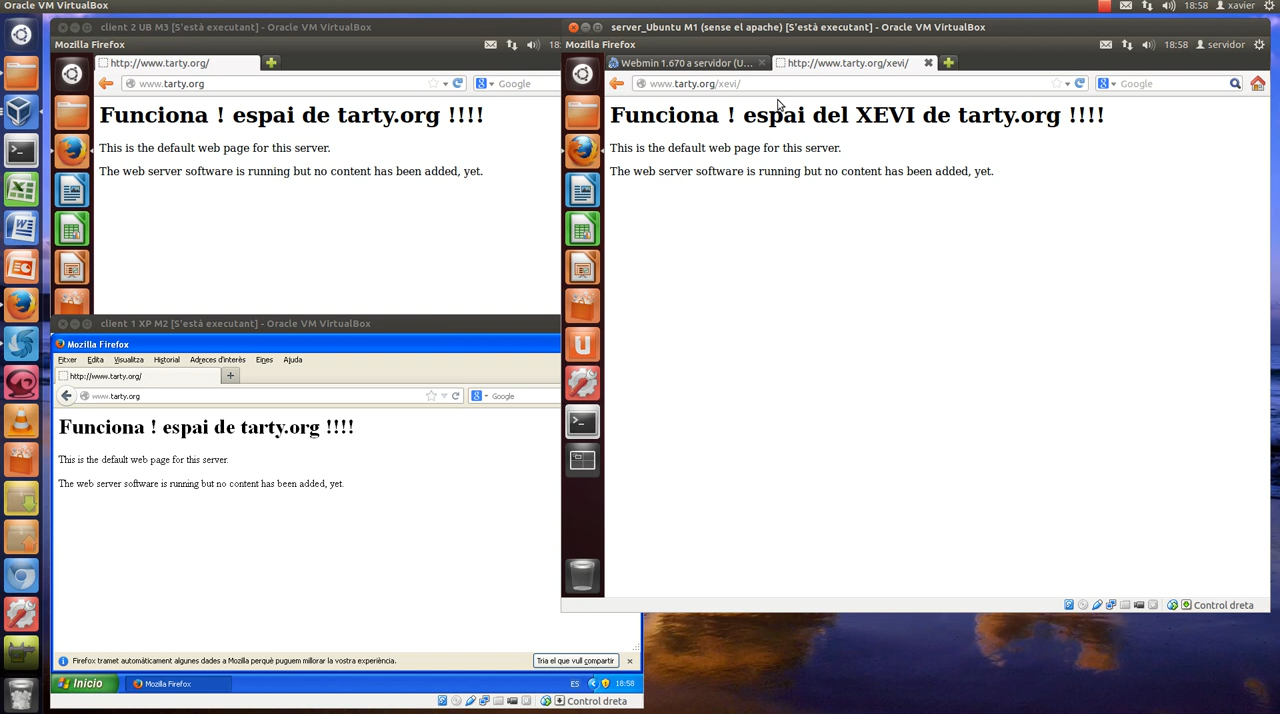 Oracle VM VirtualBox
18:58 xavier
client 2 UB M3 [S'està executant] - Oracle VM VirtualBox
Mozilla Firefox
18:
http://www.tarty.org/
www.tarty.org
Google
Funciona ! espai de tarty.org !!!!
This is the default web page for this server.
The web server software is running but no content has been added, yet.
server_Ubuntu M1 (sense el apache) [S'està executant] - Oracle VM VirtualBox
Mozilla Firefox
18:58 servidor
Webmin 1.670 a servidor (U...
http://www.tarty.org/xevi/
www.tarty.org/xevi/
Google
Funciona ! espai del XEVI de tarty.org !!!!
This is the default web page for this server.
The web server software is running but no content has been added, yet.
Control dreta
client 1 XP M2 [S'està executant] - Oracle VM VirtualBox
Mozilla Firefox
Fitxer Edita Visualitza Historial Adreces d'interès Eines Ajuda
http://www.tarty.org/
www.tarty.org
Google
Funciona ! espai de tarty.org !!!!
This is the default web page for this server.
The web server software is running but no content has been added, yet.
Firefox tramet automàticament algunes dades a Mozilla perquè puguem millorar la vostra experiència.
Tria el que vull compartir
Inicio
Mozilla Firefox
ES
18:58
Control dreta